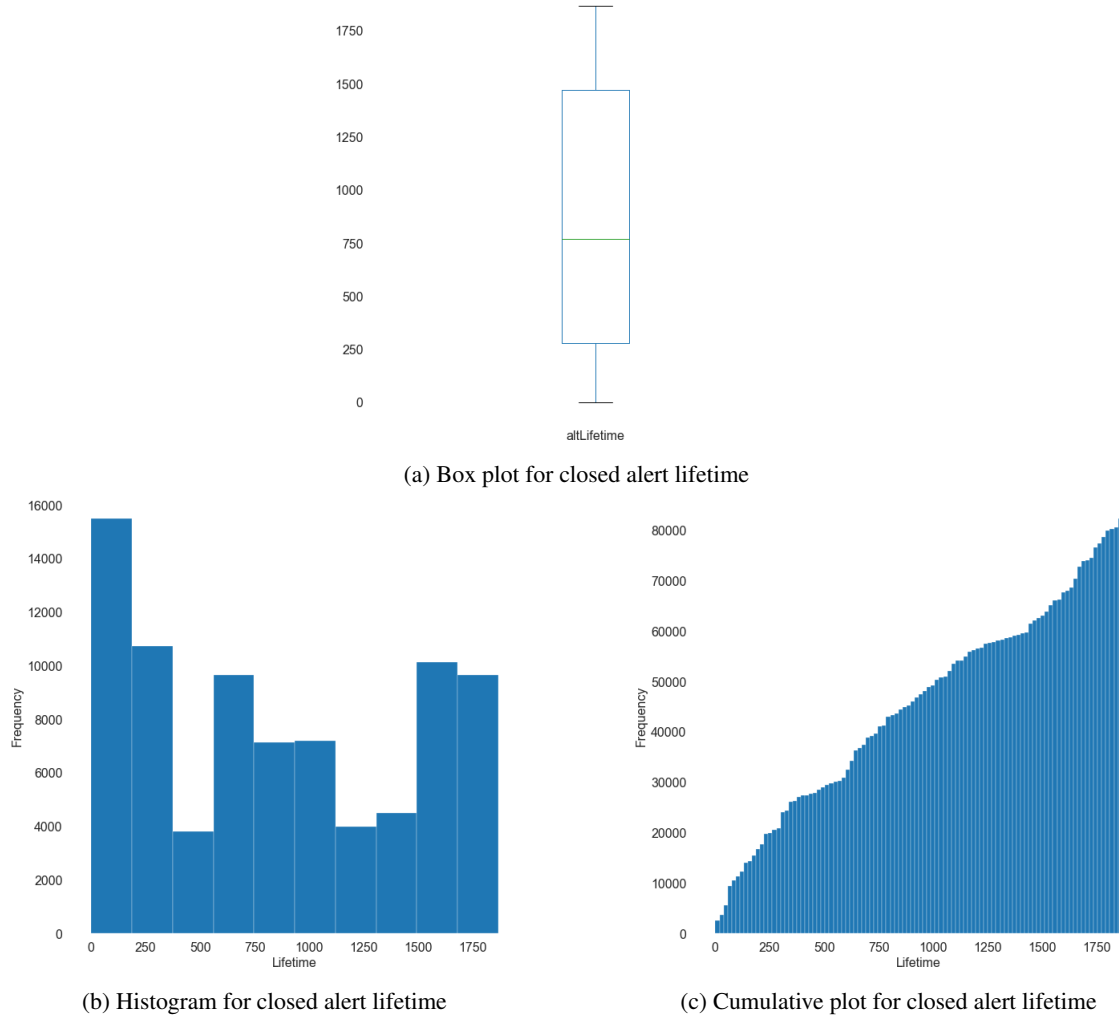 1750
1500
1250
1000
750
500
250
0
altLifetime
(a) Box plot for closed alert lifetime
16000
14000
12000
10000
8000
6000
4000
2000
0
Frequency
0 250 500 750 1000 1250 1500 1750
Lifetime
(b) Histogram for closed alert lifetime
80000
70000
60000
50000
40000
30000
20000
10000
0
Frequency
0 250 500 750 1000 1250 1500 1750
Lifetime
(c) Cumulative plot for closed alert lifetime